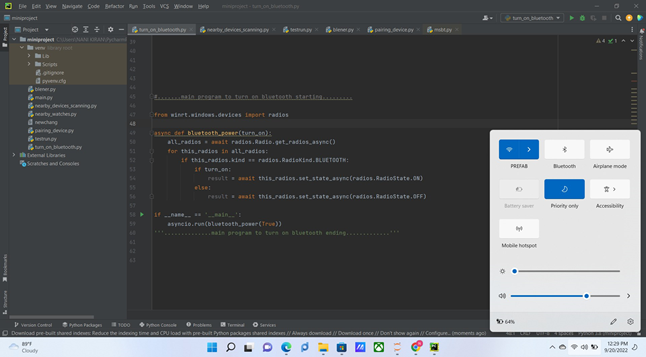 File Edit View Navigate Code Refactor Run Tools VCS Window Help
miniproject - turn_on_bluetooth.py
miniproject
turn_on_bluetooth
Project
turn_on_bluetooth.py
nearby_devices_scanning.py
testrun.py
blener.py
pairing_device.py
miniproject
venv library root
Lib
Scripts
.gitignore
pyvenv.cfg
blener.py
main.py
nearby_devices_scanning.py
nearby_watches.py
newchang
pairing_device.py
testrun.py
turn_on_bluetooth.py
External Libraries
Scratches and Consoles
#.......main program to turn on bluetooth starting.........
from winrt.windows.devices import radios
async def bluetooth_power(turn_on):
all_radios = await radios.Radio.get_radios_async()
for this_radios in all_radios:
if this_radios.kind == radios.RadioKind.BLUETOOTH:
if turn_on:
result = await this_radios.set_state_async(radios.RadioState.ON)
else:
result = await this_radios.set_state_async(radios.RadioState.OFF)
if __name__ == '__main__':
asyncio.run(bluetooth_power(True))
'''..............main program to turn on bluetooth ending.............'''
PREFAB
Bluetooth
Airplane mode
Battery saver
Priority only
Accessibility
Mobile hotspot
64%
Project
Bookmarks
Structure
Notifications
Version Control
Python Packages
TODO
Python Console
Problems
Terminal
Services
Download pre-built shared indexes: Reduce the indexing time and CPU load with pre-built Python packages shared indexes // Always download // Download once // Don't show again // Configure... (moments ago)
89°F
Cloudy
12:29 PM
9/20/2022